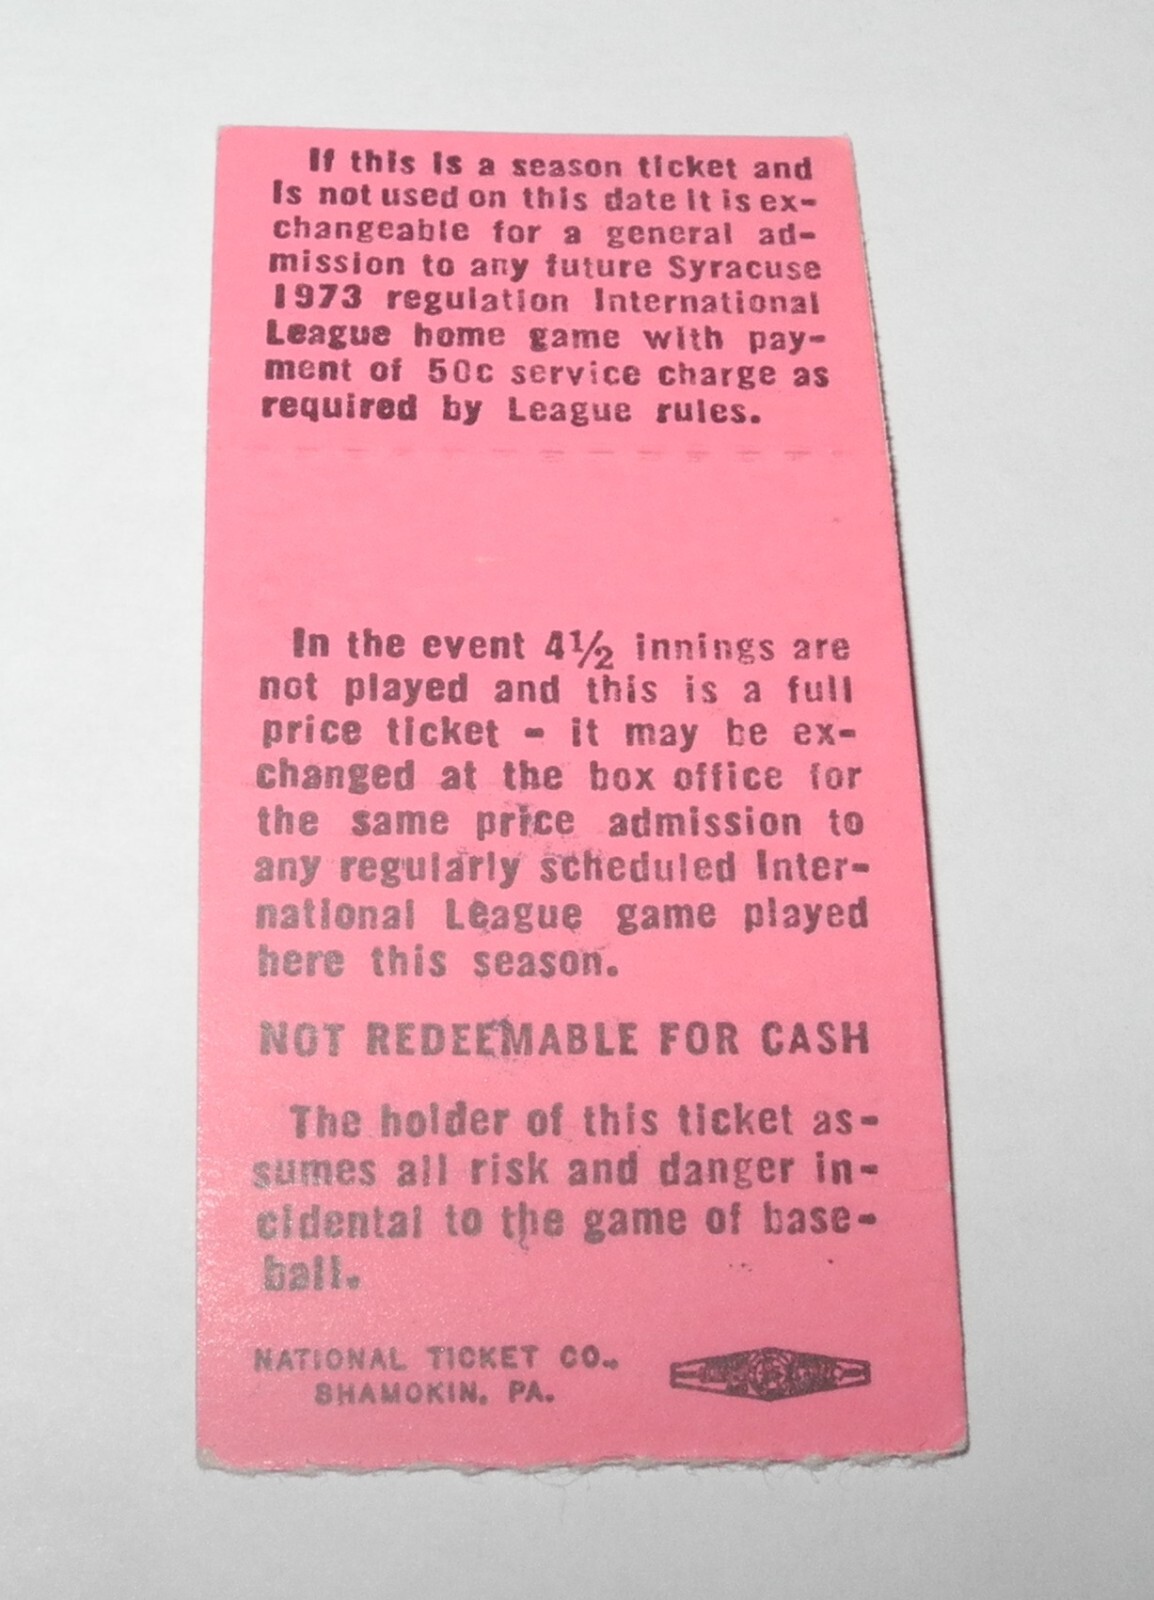 If this is a season ticket and
is not used on this date it is ex-
changeable for a general ad-
mission to any future Syracuse
1973 regulation International
League home game with pay-
ment of 50c service charge as
required by League rules.
In the event 4½ innings are
not played and this is a full
price ticket - it may be ex-
changed at the box office for
the same price admission to
any regularly scheduled Inter-
national League game played
here this season.
NOT REDEEMABLE FOR CASH
The holder of this ticket as-
sumes all risk and danger in-
cidental to the game of base-
ball.
NATIONAL TICKET CO.,
SHAMOKIN, PA.